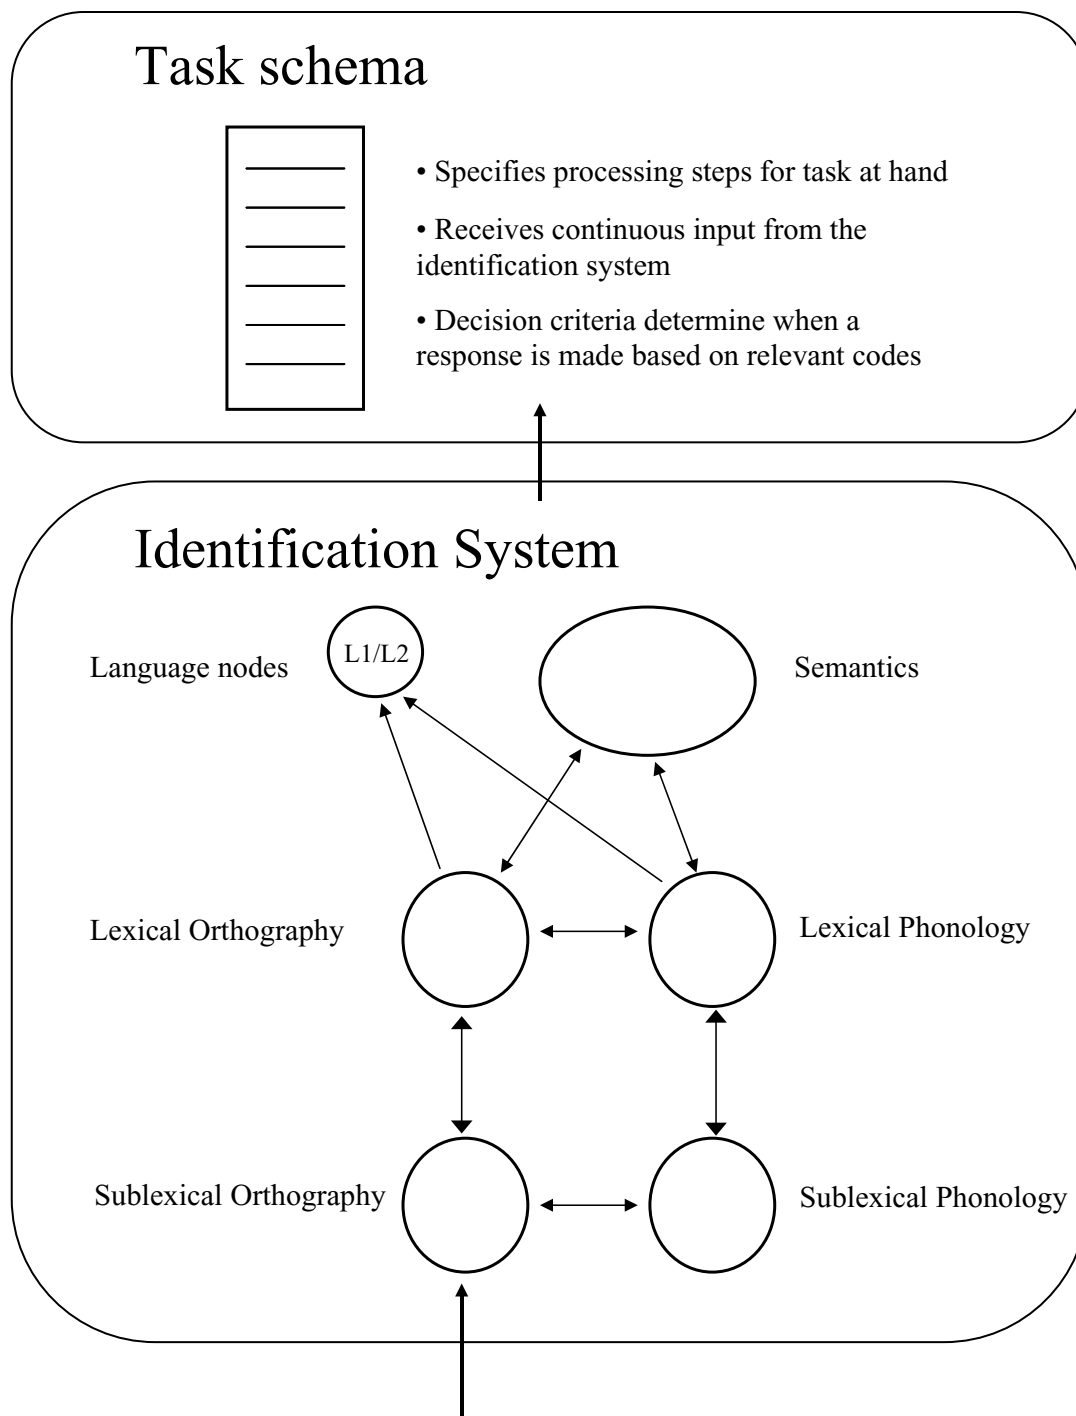 Task schema
• Specifies processing steps for task at hand
• Receives continuous input from the
identification system
• Decision criteria determine when a
response is made based on relevant codes
Identification System
Language nodes
L1/L2
Semantics
Lexical Orthography
Lexical Phonology
Sublexical Orthography
Sublexical Phonology